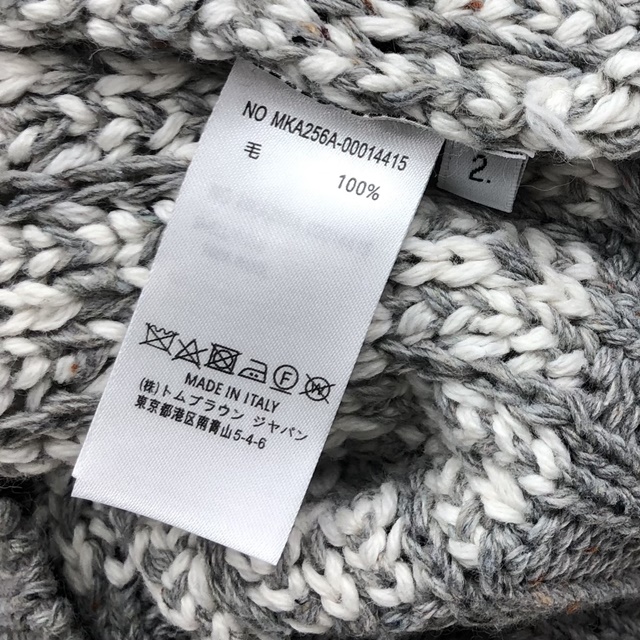 NO MKA256A-00014415
毛 100%
2.
MADE IN ITALY
(株)トムブラウン ジャパン
東京都港区南青山5-4-6